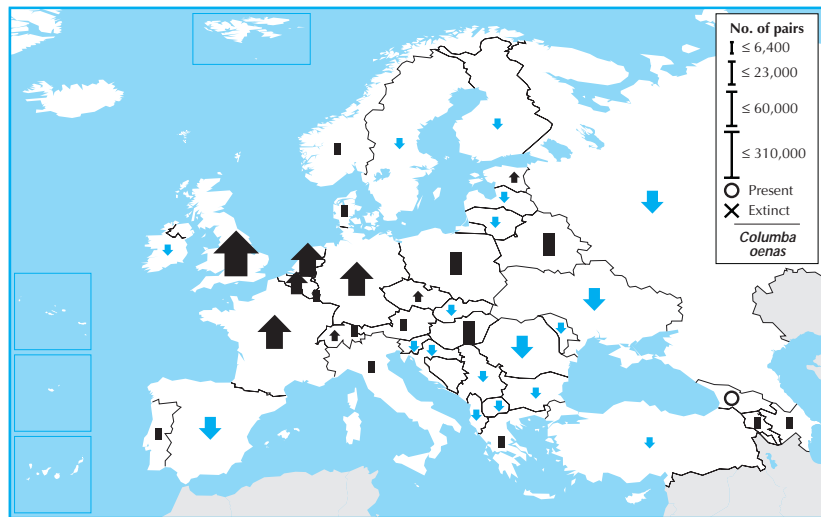 No. of pairs
≤ 6,400
≤ 23,000
≤ 60,000
≤ 310,000
Present
Extinct
Columba
oenas